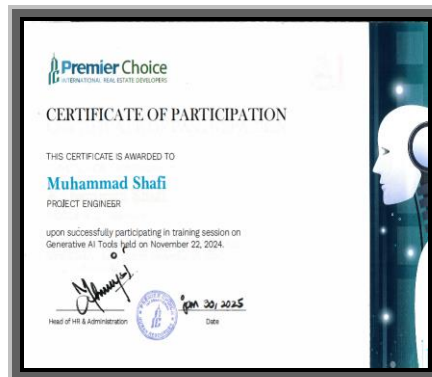 Premier Choice
INTERNATIONAL REAL ESTATE DEVELOPERS
CERTIFICATE OF PARTICIPATION
THIS CERTIFICATE IS AWARDED TO
Muhammad Shafi
PROJECT ENGINEER
upon successfully participating in training session on
Generative AI Tools held on November 22, 2024.
Jan 30, 2025
Head of HR & Administration
Date